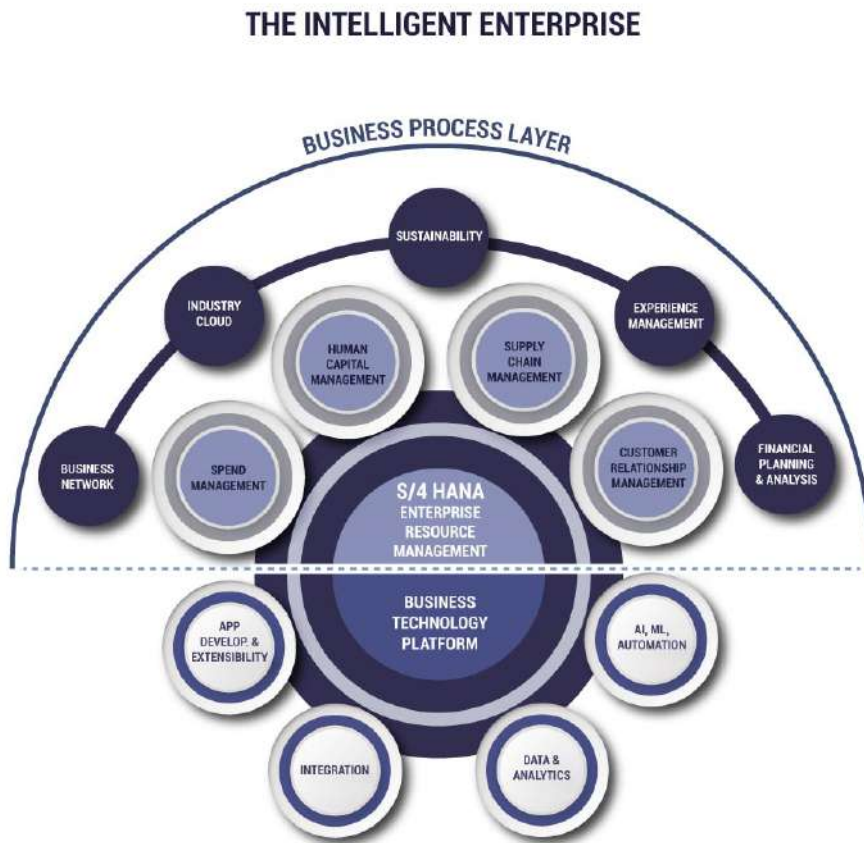 THE INTELLIGENT ENTERPRISE
BUSINESS PROCESS LAYER
SUSTAINABILITY
INDUSTRY
CLOUD
EXPERIENCE
MANAGEMENT
HUMAN
CAPITAL
MANAGEMENT
SUPPLY
CHAIN
MANAGEMENT
BUSINESS
NETWORK
SPEND
MANAGEMENT
CUSTOMER
RELATIONSHIP
MANAGEMENT
FINANCIAL
PLANNING
& ANALYSIS
S/4 HANA
ENTERPRISE
RESOURCE
MANAGEMENT
BUSINESS
TECHNOLOGY
PLATFORM
APP
DEVELOP. &
EXTENSIBILITY
AI, ML,
AUTOMATION
INTEGRATION
DATA &
ANALYTICS